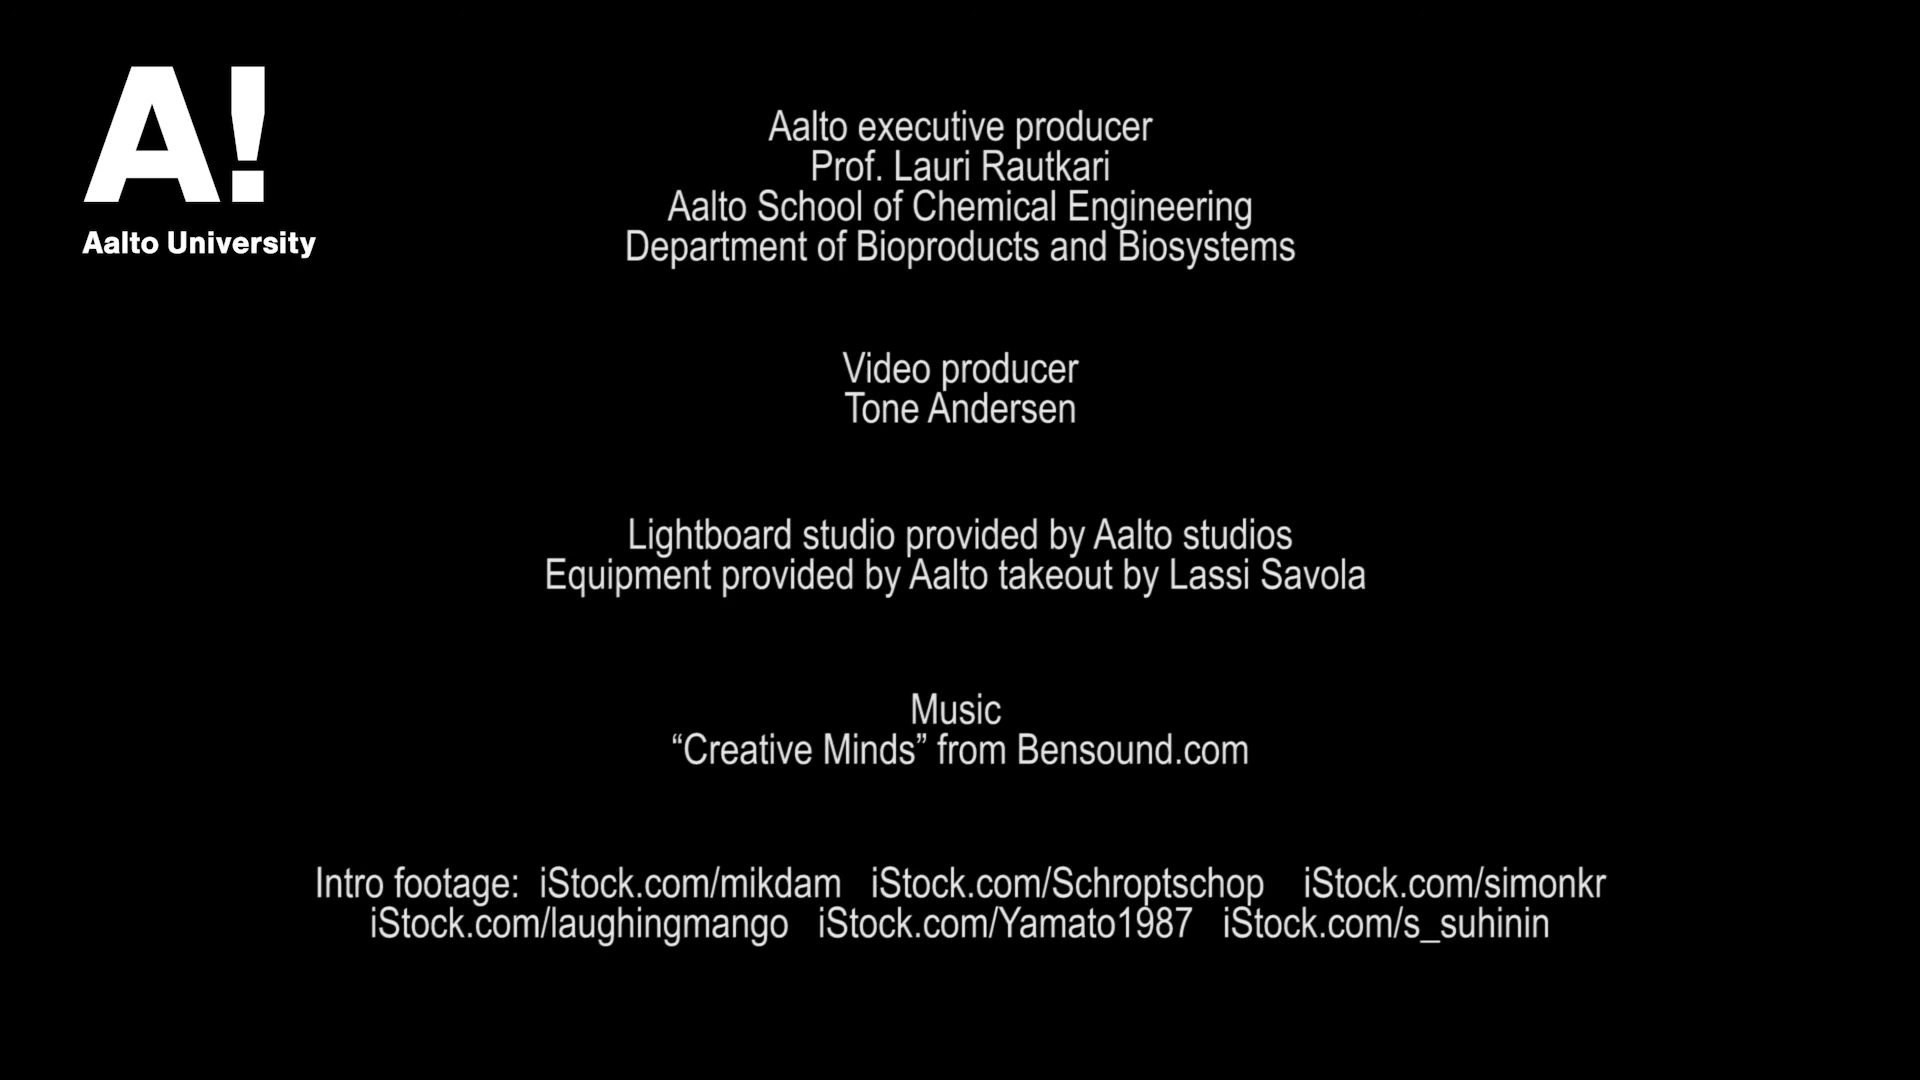 A!
Aalto University
Aalto executive producer
Prof. Lauri Rautkari
Aalto School of Chemical Engineering
Department of Bioproducts and Biosystems
Video producer
Tone Andersen
Lightboard studio provided by Aalto studios
Equipment provided by Aalto takeout by Lassi Savola
Music
“Creative Minds” from Bensound.com
Intro footage: iStock.com/mikdam iStock.com/Schroptschop iStock.com/simonkr
iStock.com/laughingmango iStock.com/Yamato1987 iStock.com/s_suhinin